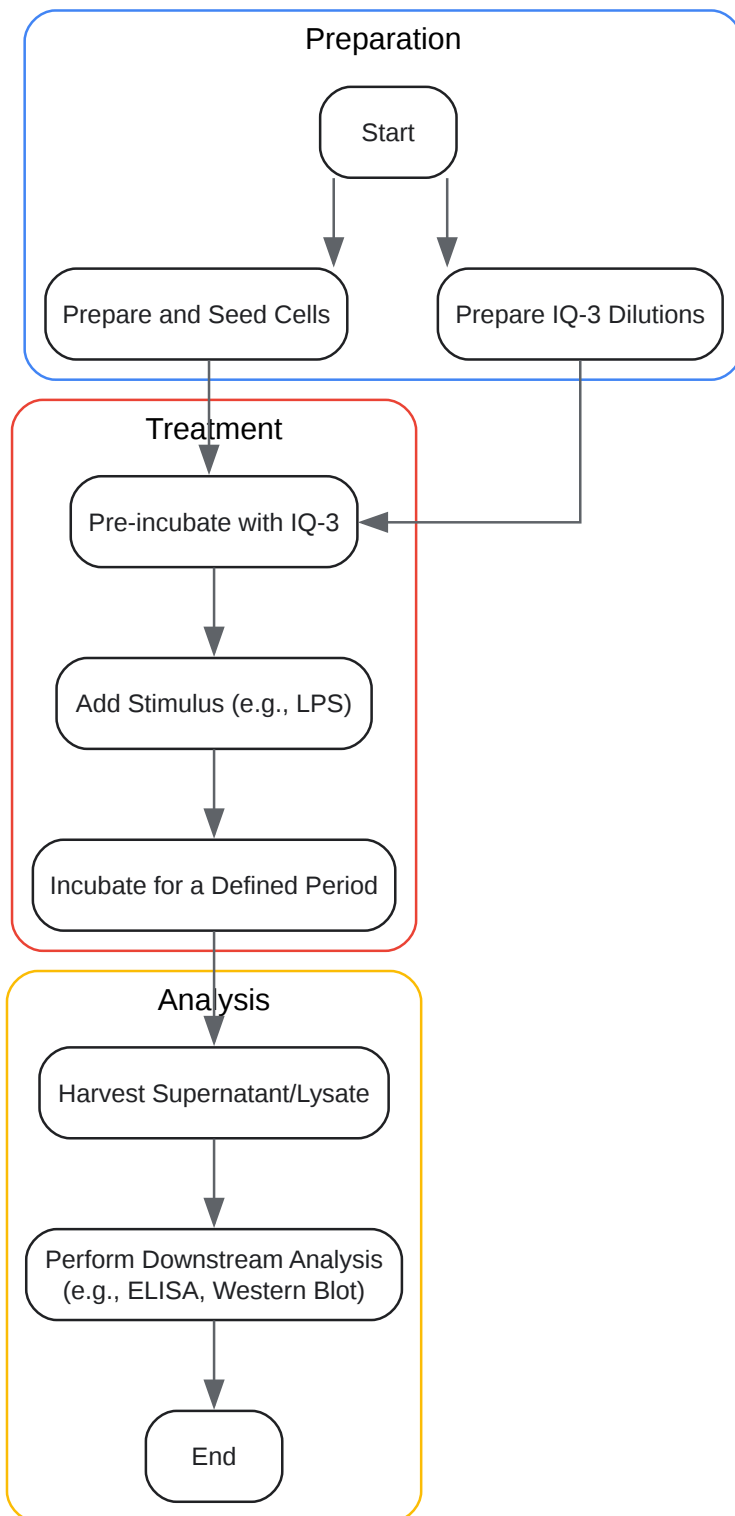 Preparation
Start
Prepare and Seed Cells
Prepare IQ-3 Dilutions
Treatment
Pre-incubate with IQ-3
Add Stimulus (e.g., LPS)
Incubate for a Defined Period
Analysis
Harvest Supernatant/Lysate
Perform Downstream Analysis
(e.g., ELISA, Western Blot)
End